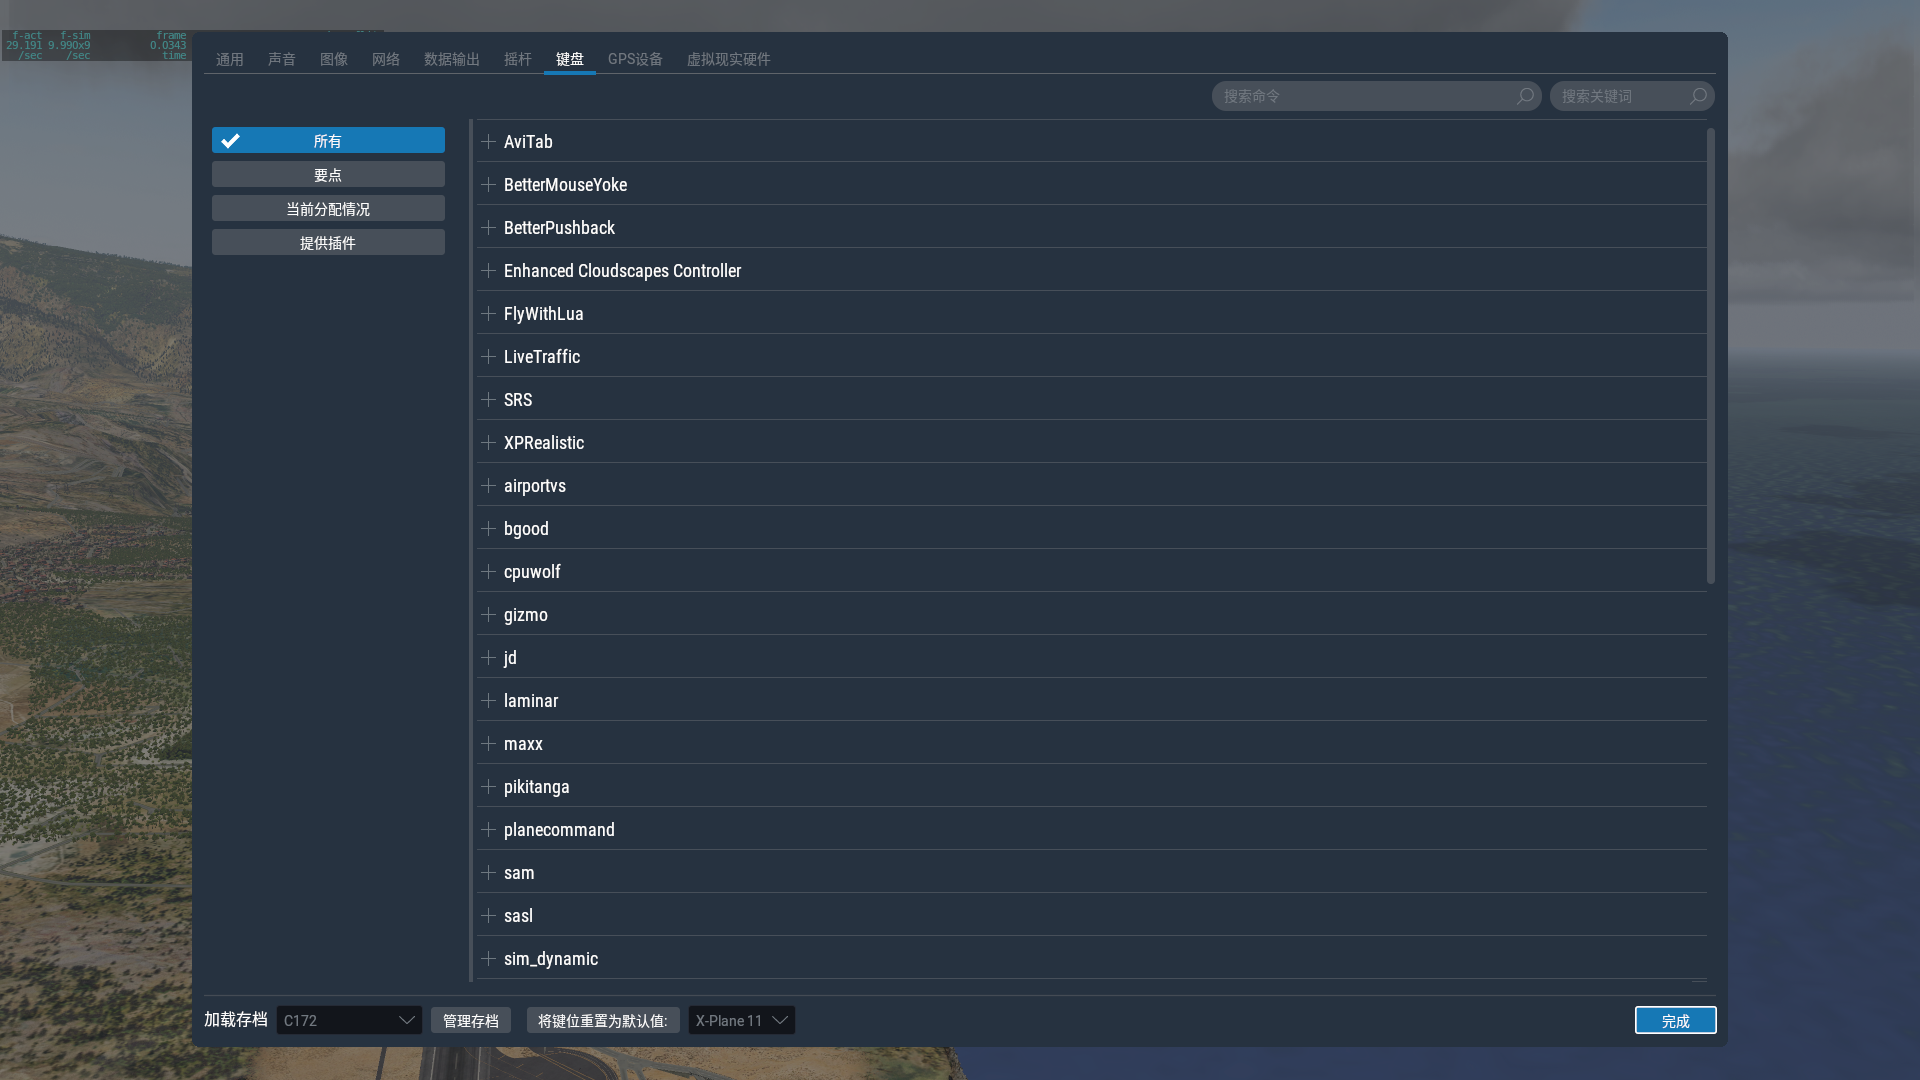 f-act f-sim frame
29.191 9.990x9 0.0343
/sec /sec time
通用 声音 图像 网络 数据输出 摇杆 键盘 GPS设备 虚拟现实硬件
搜索命令 搜索关键词
所有
要点
当前分配情况
提供插件
AviTab
BetterMouseYoke
BetterPushback
Enhanced Cloudscapes Controller
FlyWithLua
LiveTraffic
SRS
XPRealistic
airportvs
bgood
cpuwolf
gizmo
jd
laminar
maxx
pikitanga
planecommand
sam
sasl
sim_dynamic
加载存档 C172 管理存档 将键位重置为默认值: X-Plane 11 完成